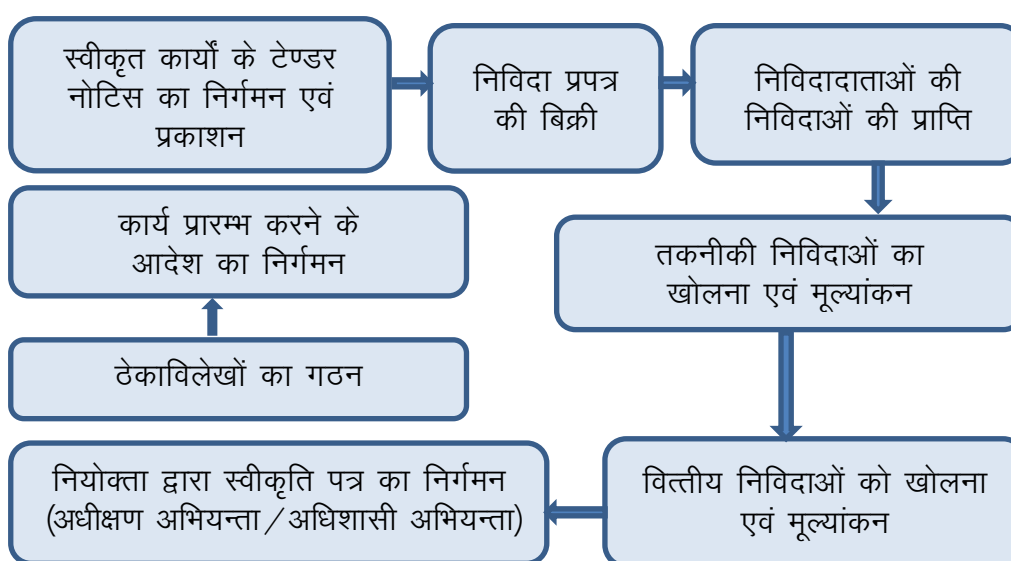 स्वीकृत कार्यों के टेण्डर
नोटिस का निर्गमन एवं
प्रकाशन
निविदा प्रपत्र
की बिक्री
निविदादाताओं की
निविदाओं की प्राप्ति
तकनीकी निविदाओं का
खोलना एवं मूल्यांकन
वित्तीय निविदाओं को खोलना
एवं मूल्यांकन
नियोक्ता द्वारा स्वीकृति पत्र का निर्गमन
(अधीक्षण अभियन्ता/अधिशासी अभियन्ता)
ठेकाविलेखों का गठन
कार्य प्रारम्भ करने के
आदेश का निर्गमन